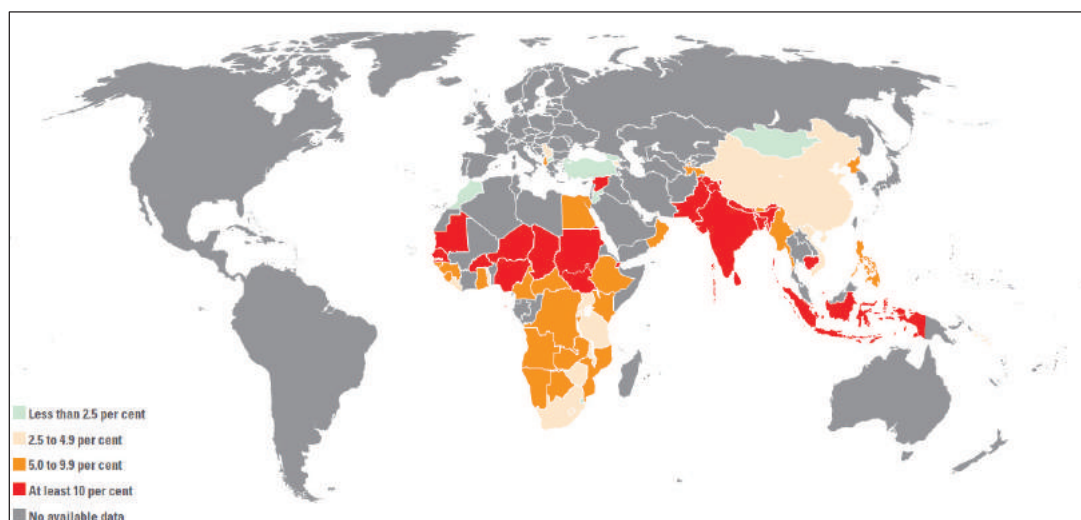 Less than 2.5 per cent
2.5 to 4.9 per cent
5.0 to 9.9 per cent
At least 10 per cent
No available data